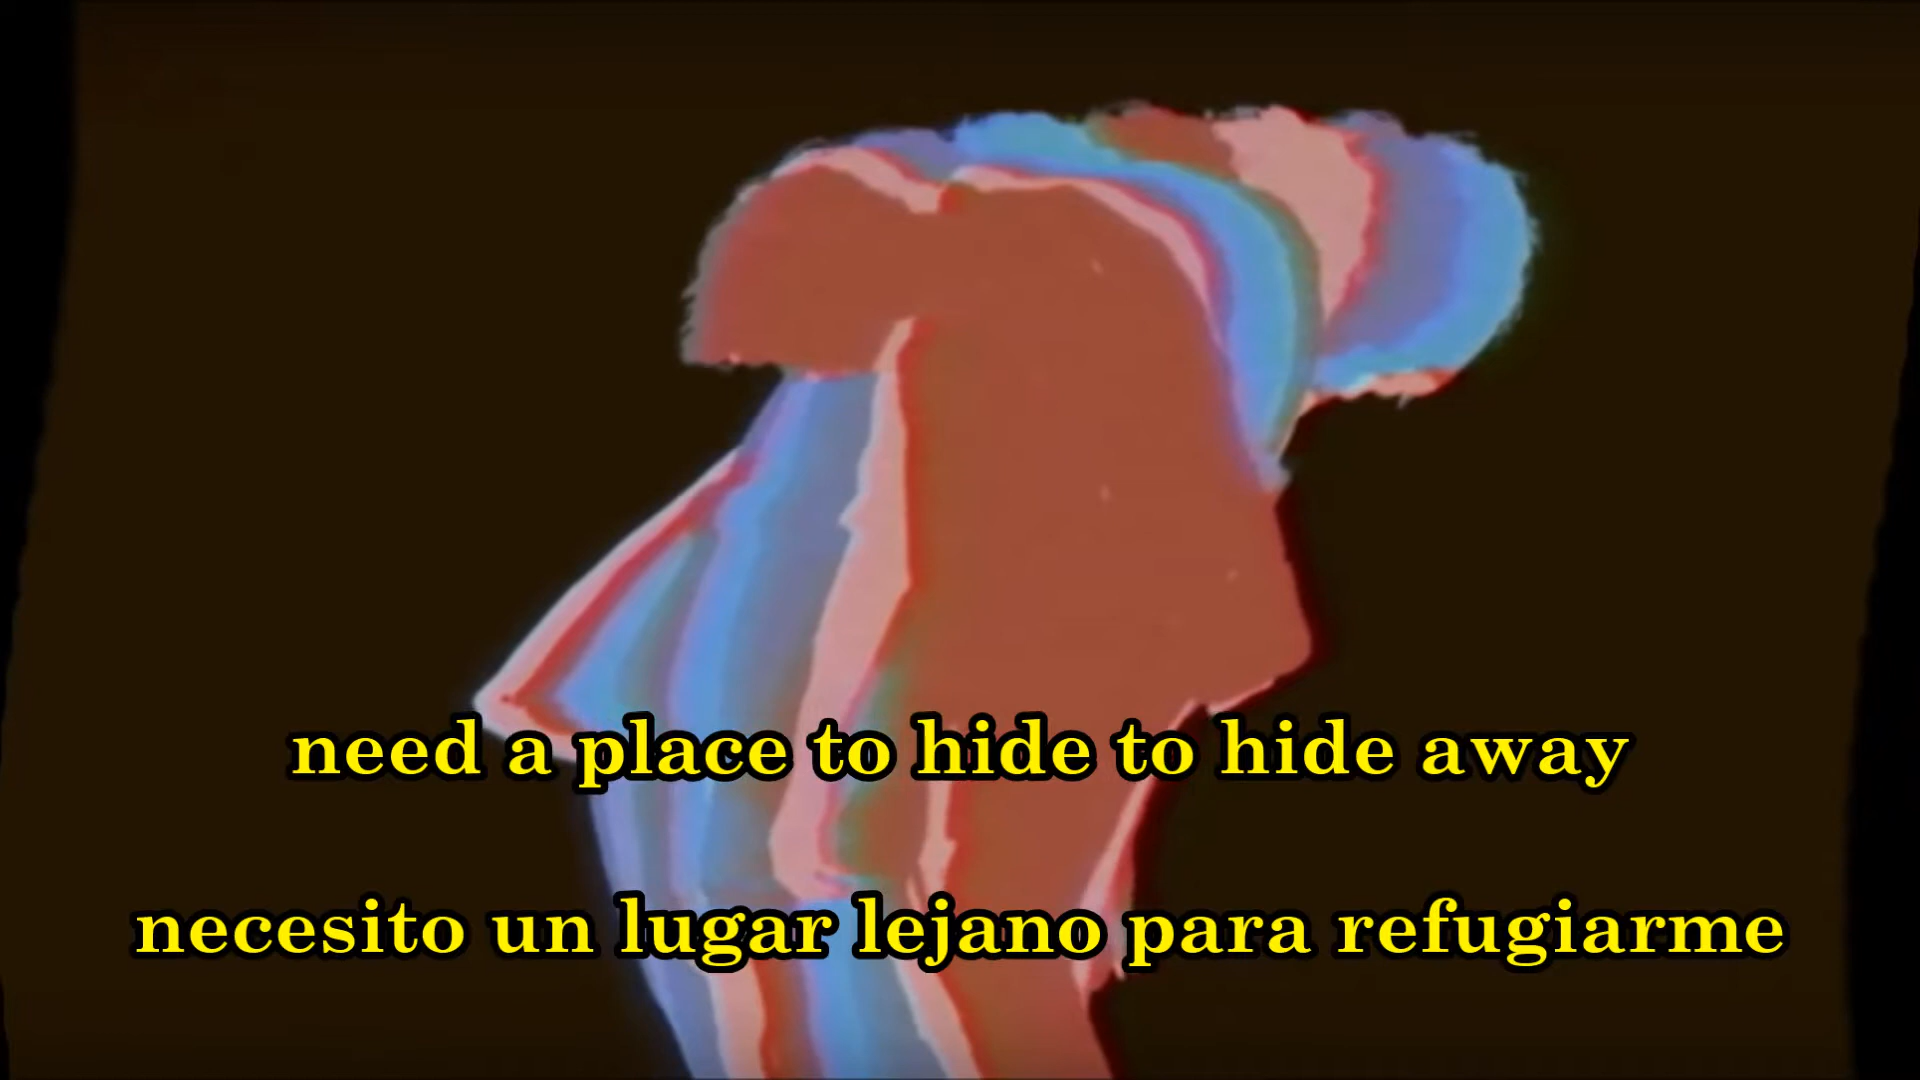 need a place to hide to hide away
necesito un lugar lejano para refugiarme